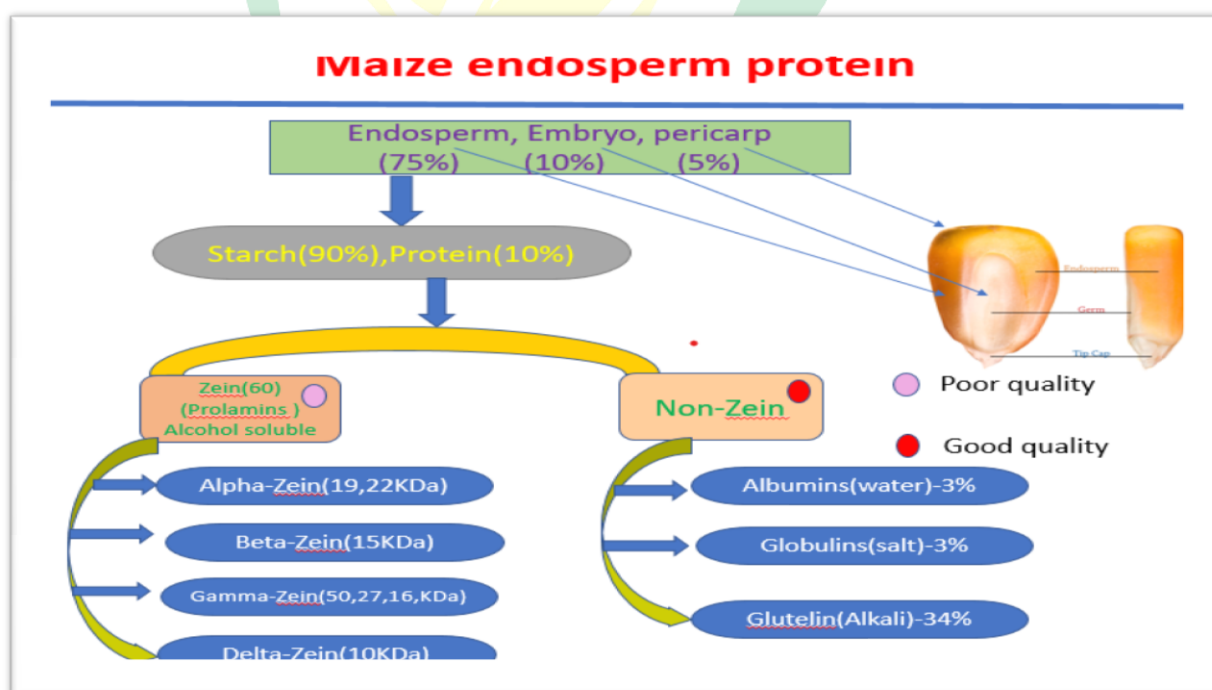 Maize endosperm protein
Endosperm, Embryo, pericarp
(75%) (10%) (5%)
Starch(90%),Protein(10%)
Zein(60)
(Prolamins )
Alcohol soluble
Non-Zein
Alpha-Zein(19,22KDa)
Beta-Zein(15KDa)
Gamma-Zein(50,27,16,KDa)
Delta-Zein(10KDa)
Albumins(water)-3%
Globulins(salt)-3%
Glutelin(Alkali)-34%
Endosperm
Germ
Tip Cap
Poor quality
Good quality